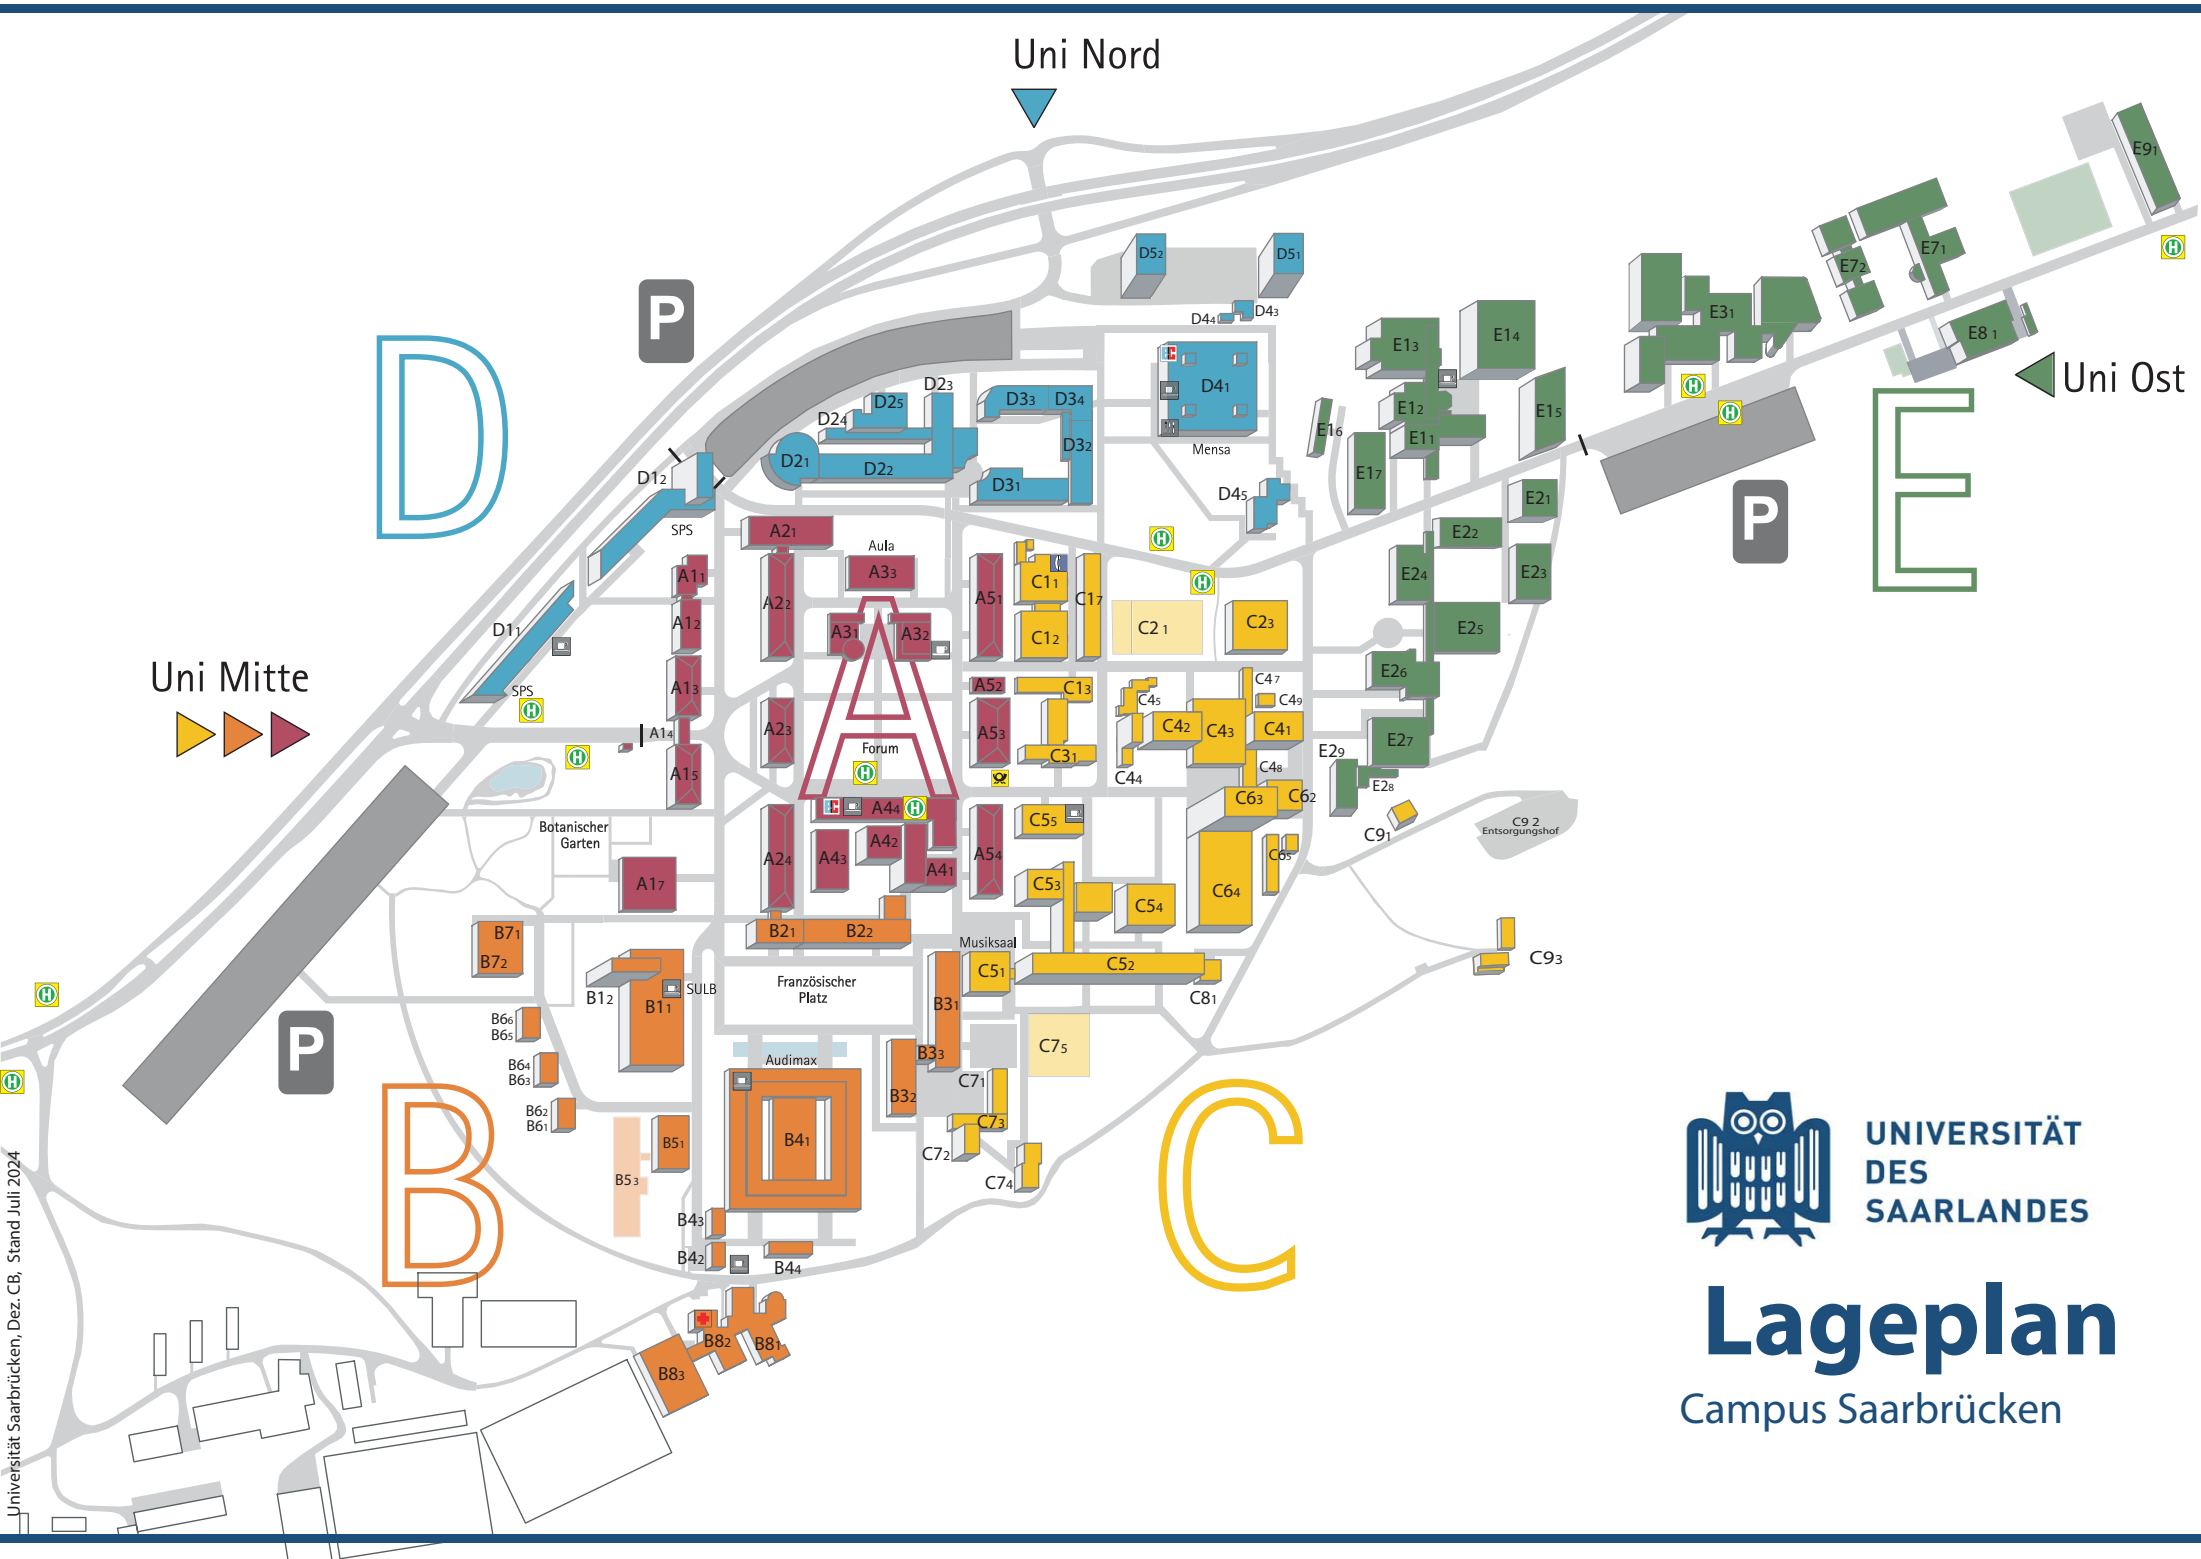 Uni Nord
E9₁
D5₂
D5₁
E7₁
E7₂
P
D4₄
D4₃
E3₁
E8 1
E1₃
E1₄
Uni Ost
D
D2₃
D2₅
D2₄
D3₃
D3₄
D4₁
E1₂
E1₅
E
D2₁
D2₂
D3₂
Mensa
E1₆
E1₁
D1₂
D3₁
D4₅
E1₇
E2₁
P
SPS
A2₁
Aula
H
E2₂
A1₁
A3₃
A5₁
C1₁
C1₇
E2₄
E2₃
A2₂
H
D1₁
A1₂
A3₁
A3₂
C1₂
C2 1
C2₃
E2₅
Uni Mitte
SPS
A1₃
A5₂
C1₃
C4₅
C4₇
C4₉
E2₆
A
A1₄
A2₃
Forum
A5₃
C3₁
C4₂
C4₃
C4₁
E2₇
E2₉
A1₅
C4₄
C4₈
E2₈
C6₃
C6₂
Botanischer
Garten
A4₄
C5₅
C9₁
C9 2
Entsorgungshof
A2₄
A4₃
A4₂
A4₁
A5₄
C6₅
A1₇
C5₃
C5₄
C6₄
B7₁
B7₂
B2₁
B2₂
Musiksaal
C5₁
C5₂
C9₃
B1₂
B1₁
SULB
Französischer
Platz
B3₁
C8₁
B6₆
B6₅
P
Audimax
B3₃
C7₅
B6₄
B6₃
B3₂
C7₁
B6₂
B6₁
B
B5₁
B4₁
C7₃
C7₂
C
B5₃
C7₄
B4₃
B4₂
B4₄
B8₂
B8₁
B8₃
UNIVERSITÄT
DES
SAARLANDES
Lageplan
Campus Saarbrücken
Universität Saarbrücken, Dez. CB, Stand Juli 2024